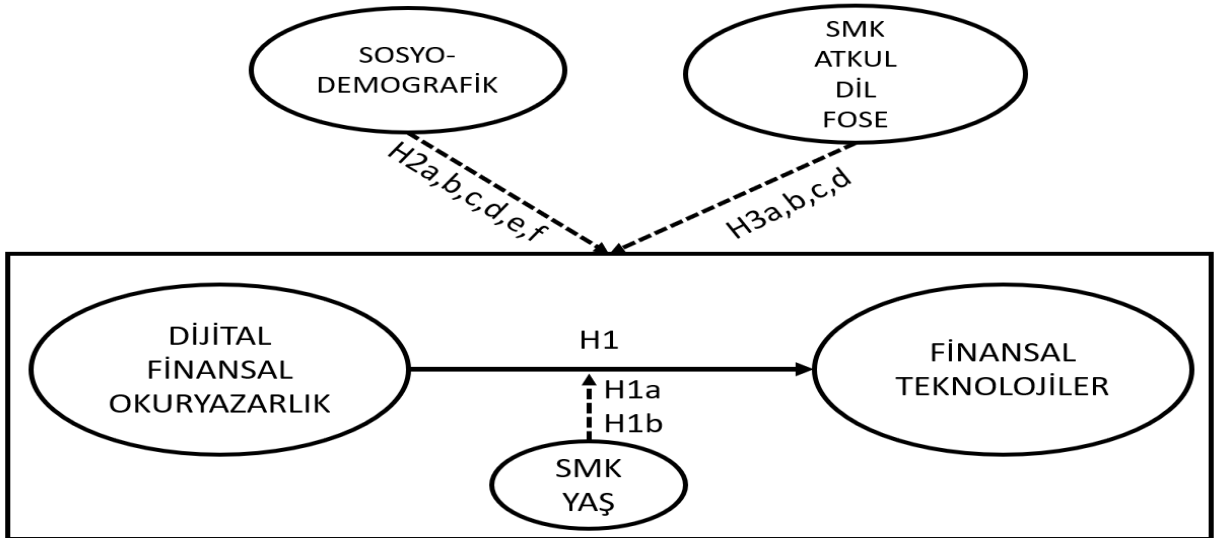 SOSYO-
DEMOGRAFİK
SMK
ATKUL
DİL
FOSE
H2a,b,c,d,e,f
H3a,b,c,d
DİJİTAL
FİNANSAL
OKURYAZARLIK
H1
H1a
H1b
SMK
YAŞ
FİNANSAL
TEKNOLOJİLER